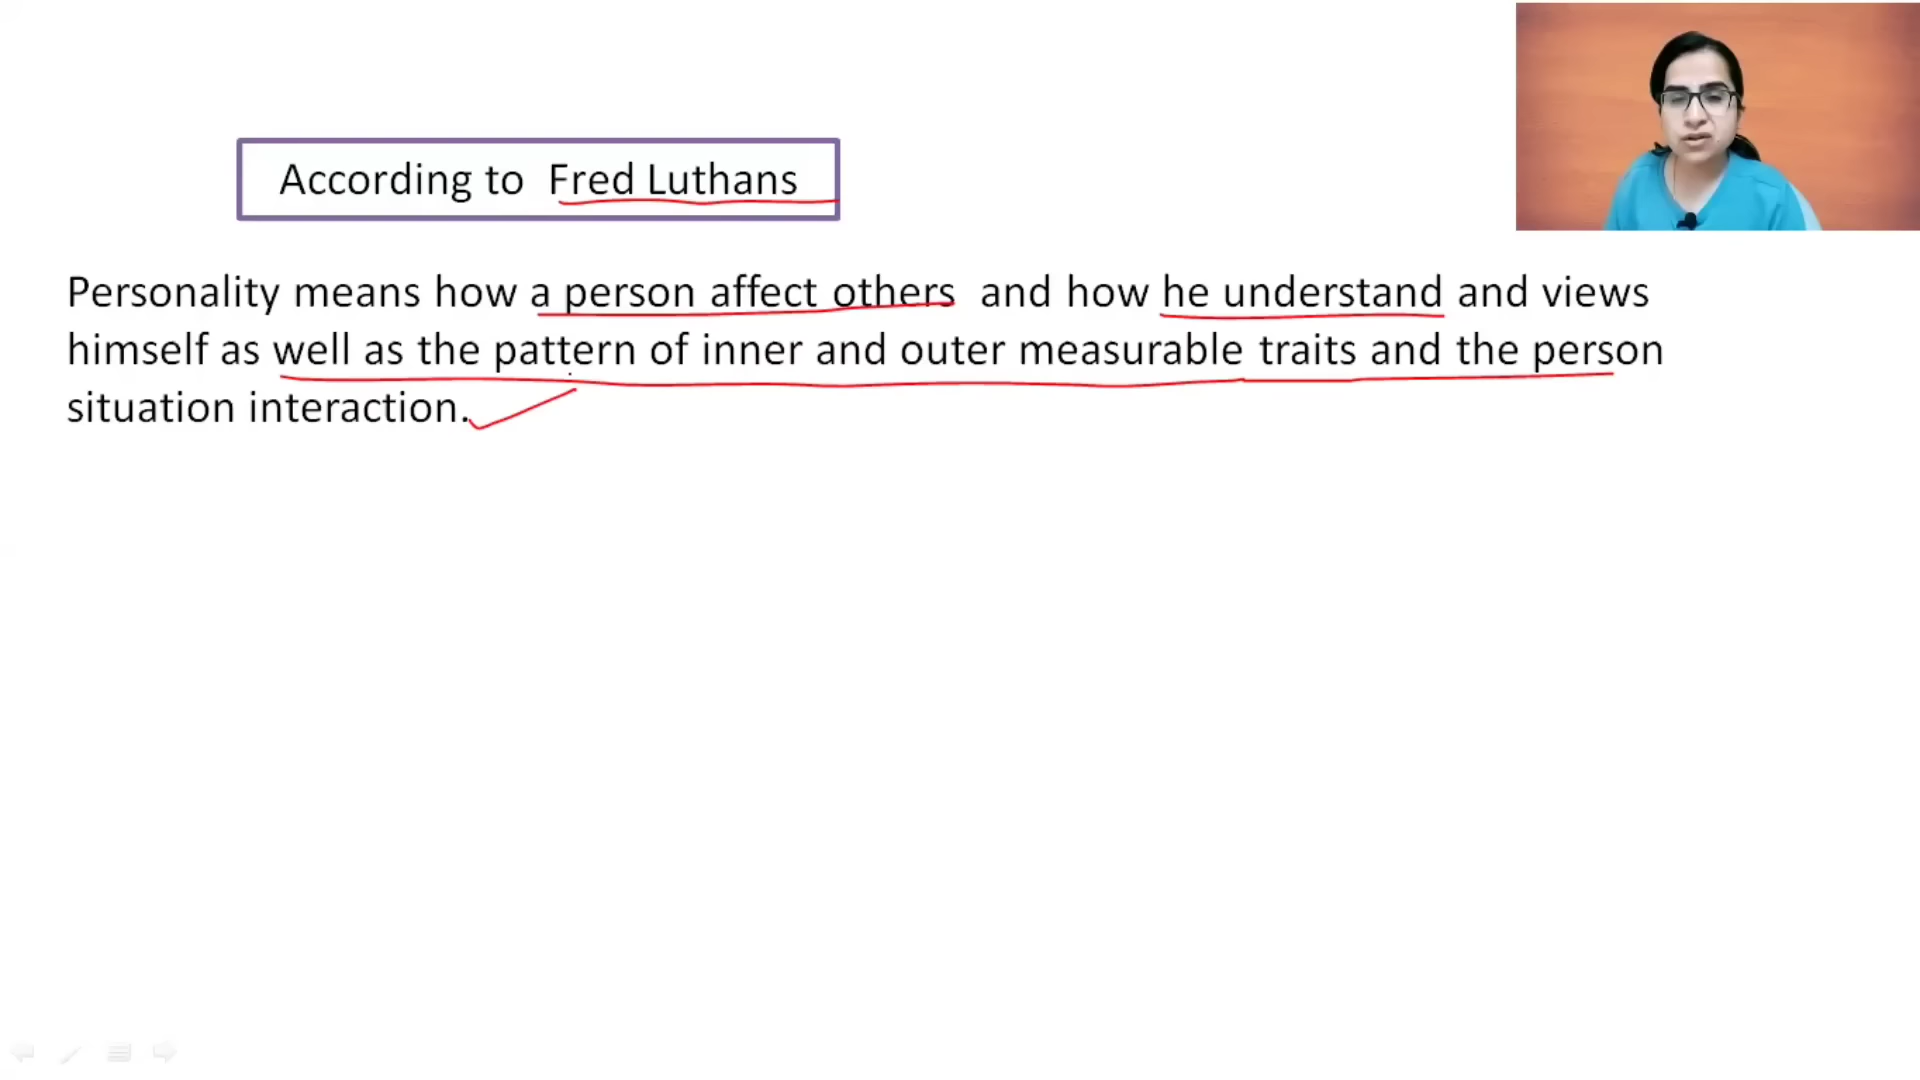 According to Fred Luthans
Personality means how a person affect others and how he understand and views
himself as well as the pattern of inner and outer measurable traits and the person
situation interaction.